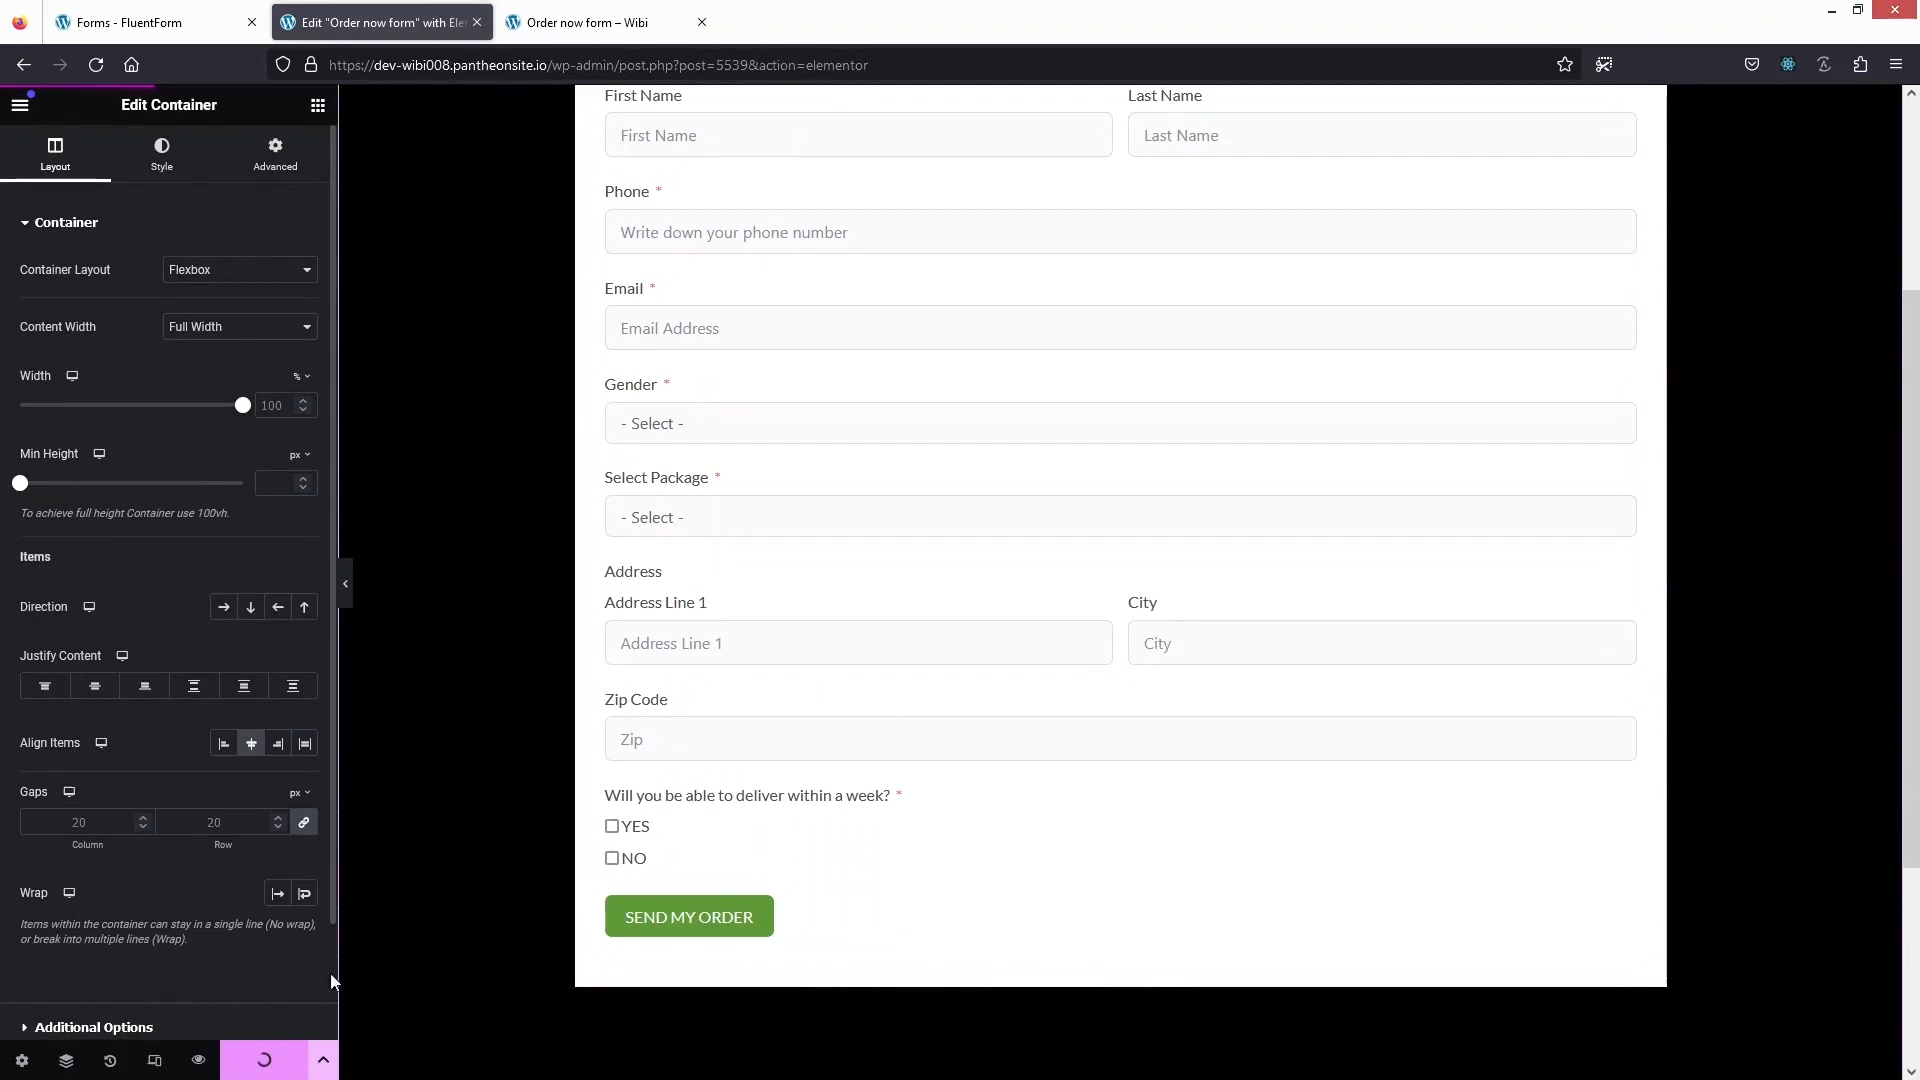 Forms - FluentForm
Edit "Order now form" with Ele
Order now form – Wibi
https://dev-wibi008.pantheonsite.io/wp-admin/post.php?post=5539&action=elementor
Edit Container
Layout
Style
Advanced
Container
Container Layout
Flexbox
Content Width
Full Width
Width
%
100
Min Height
px
To achieve full height Container use 100vh.
Items
Direction
Justify Content
Align Items
Gaps
px
20
20
Column
Row
Wrap
Items within the container can stay in a single line (No wrap),
or break into multiple lines (Wrap).
Additional Options
First Name
Last Name
First Name
Last Name
Phone *
Write down your phone number
Email *
Email Address
Gender *
- Select -
Select Package *
- Select -
Address
Address Line 1
City
Address Line 1
City
Zip Code
Zip
Will you be able to deliver within a week? *
YES
NO
SEND MY ORDER